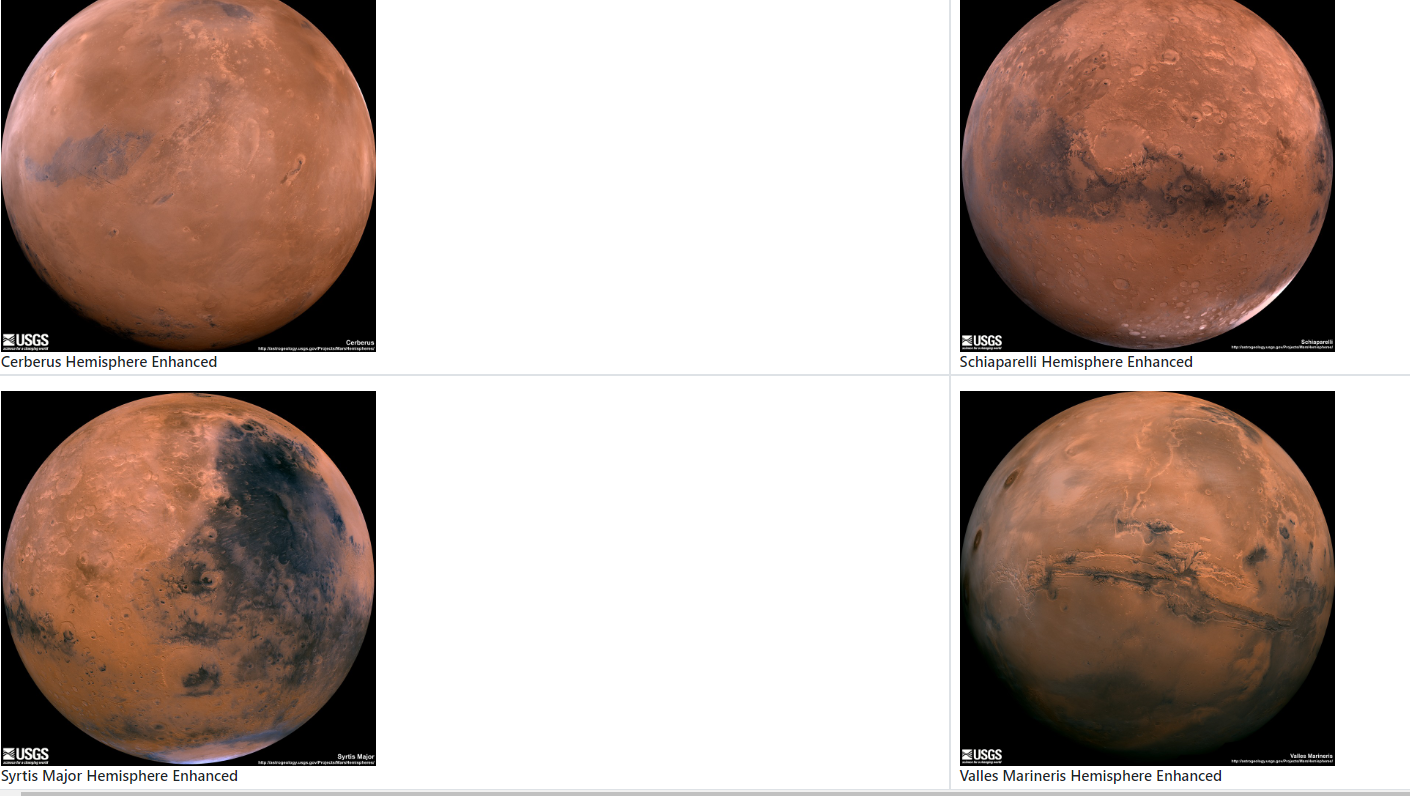 USGS
science for a changing world
Cerberus
http://astrogeology.usgs.gov/Projects/MarsHemispheres/
Cerberus Hemisphere Enhanced
USGS
science for a changing world
Schiaparelli
http://astrogeology.usgs.gov/Projects/MarsHemispheres/
Schiaparelli Hemisphere Enhanced
USGS
science for a changing world
Syrtis Major
http://astrogeology.usgs.gov/Projects/MarsHemispheres/
Syrtis Major Hemisphere Enhanced
USGS
science for a changing world
Valles Marineris
http://astrogeology.usgs.gov/Projects/MarsHemispheres/
Valles Marineris Hemisphere Enhanced